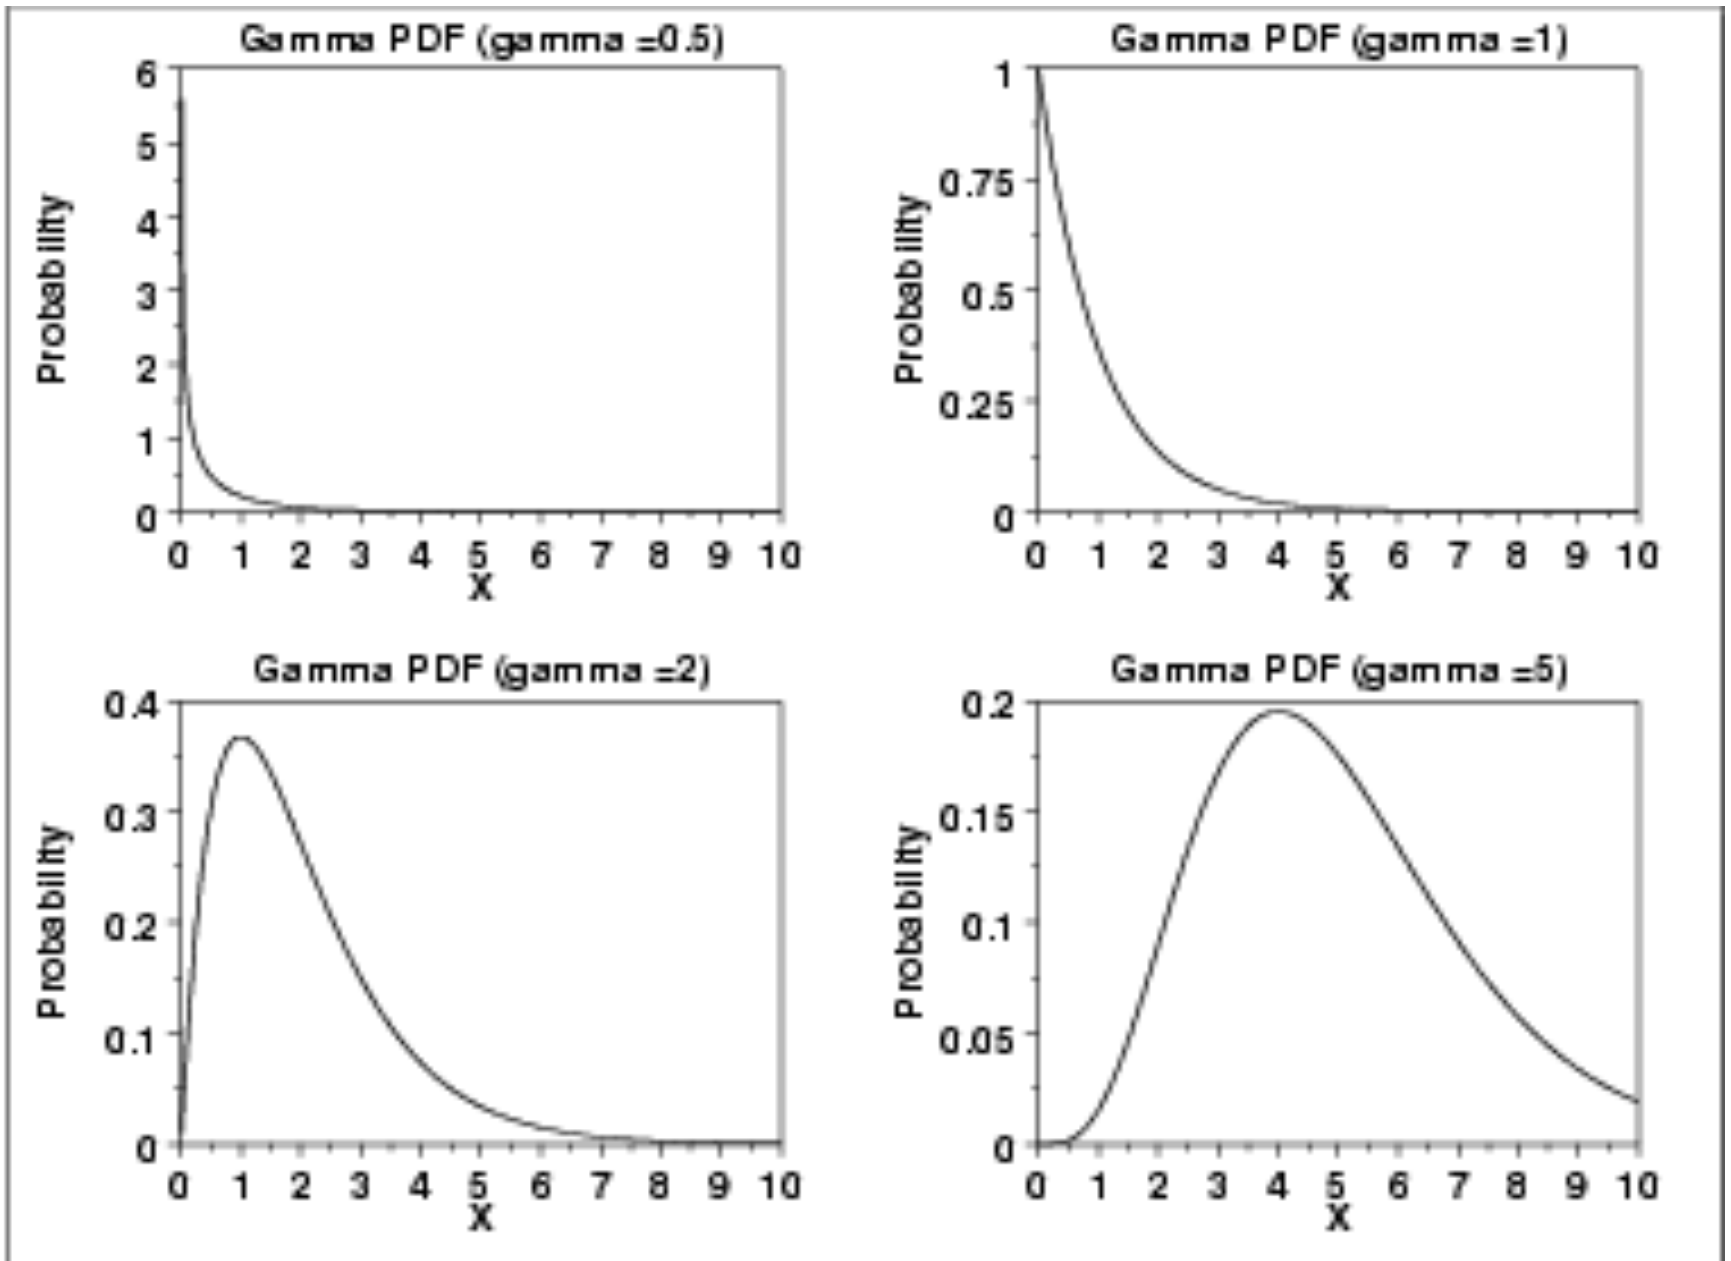 Gamma PDF (gamma =0.5)
Probability
6
5
4
3
2
1
0
0 1 2 3 4 5 6 7 8 9 10
X
Gamma PDF (gamma =1)
Probability
1
0.75
0.5
0.25
0
0 1 2 3 4 5 6 7 8 9 10
X
Gamma PDF (gamma =2)
Probability
0.4
0.3
0.2
0.1
0
0 1 2 3 4 5 6 7 8 9 10
X
Gamma PDF (gamma =5)
Probability
0.2
0.15
0.1
0.05
0
0 1 2 3 4 5 6 7 8 9 10
X